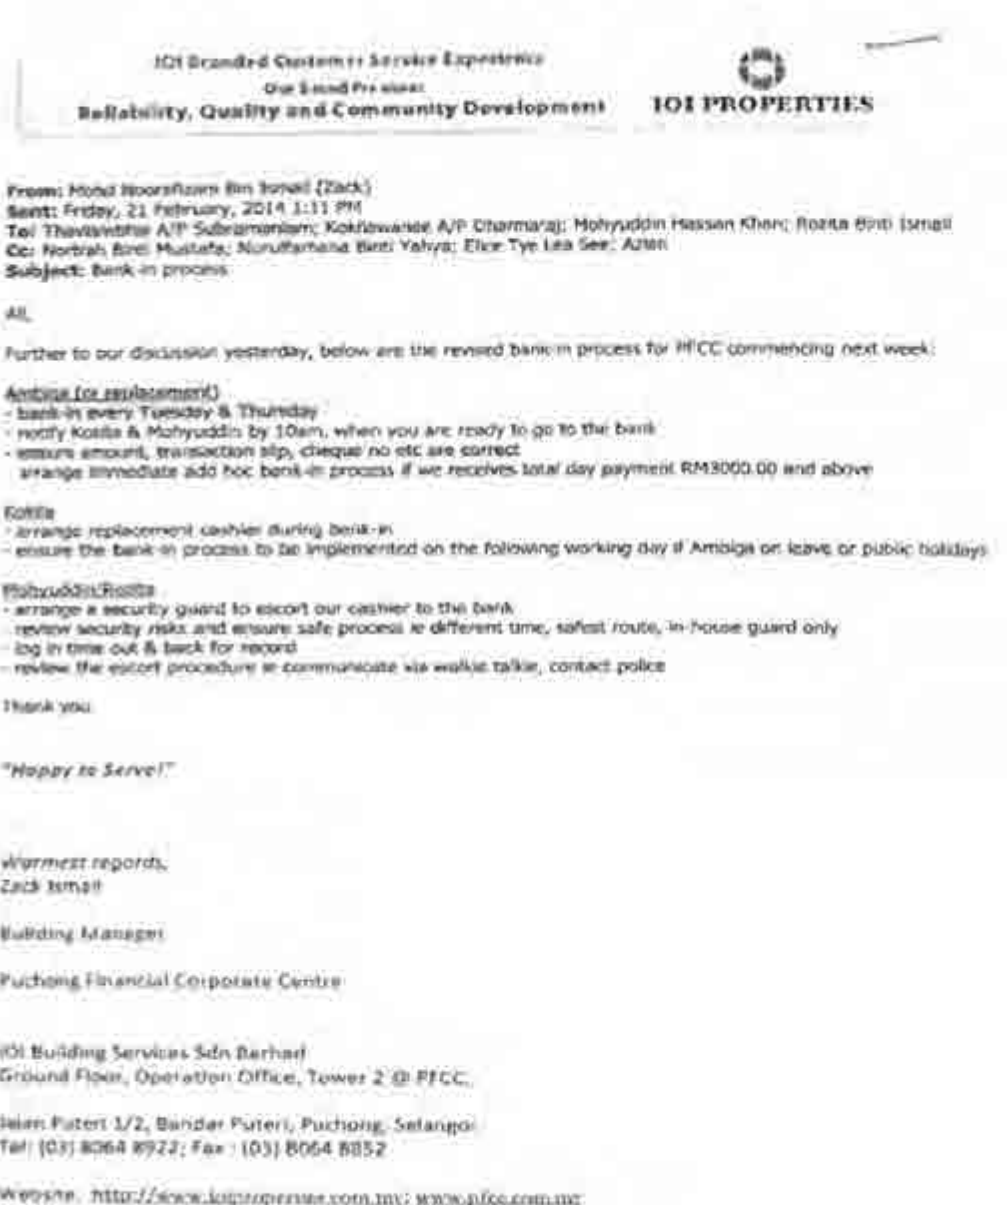 IOI Branded Customer Service Experience
Our Brand Promises
Reliability, Quality and Community Development
IOI PROPERTIES
From: Mohd Bin Ismail (Zack)
Sent: Friday, 21 February, 2014 1:11 PM
To: A/P Subramaniam; A/P Dharmaraj; Mohyuddin Hassan Khan; Rozita Binti Ismail
Cc: Binti Mustafa; Binti Yahya; Elice Tye Lea See; Azlan
Subject: Bank-in process
All,
Further to our discussion yesterday, below are the revised bank-in process for PFCC commencing next week:
Ambiga (or replacement)
- bank-in every Tuesday & Thursday
- notify Kokila & Mohyuddin by 10am, when you are ready to go to the bank
- ensure amount, transaction slip, cheque no etc are correct
arrange immediate add hoc bank-in process if we receives total day payment RM3000.00 and above
Kokila
- arrange replacement cashier during bank-in
- ensure the bank-in process to be implemented on the following working day if Ambiga on leave or public holidays
Mohyuddin/Rozita
- arrange a security guard to escort our cashier to the bank
- review security risks and ensure safe process ie different time, safest route, in-house guard only
- log in time out & back for record
- review the escort procedure ie communicate via walkie talkie, contact police
Thank you.
"Happy to Serve!"
Warmest regards,
Zack Ismail
Building Manager
Puchong Financial Corporate Centre
IOI Building Services Sdn Berhad
Ground Floor, Operation Office, Tower 2 @ PFCC,
Jalan Puteri 1/2, Bandar Puteri, Puchong, Selangor
Tel: (03) 8064 8922; Fax : (03) 8064 8852
Website: http://www.ioiproperties.com.my; www.pfcc.com.my